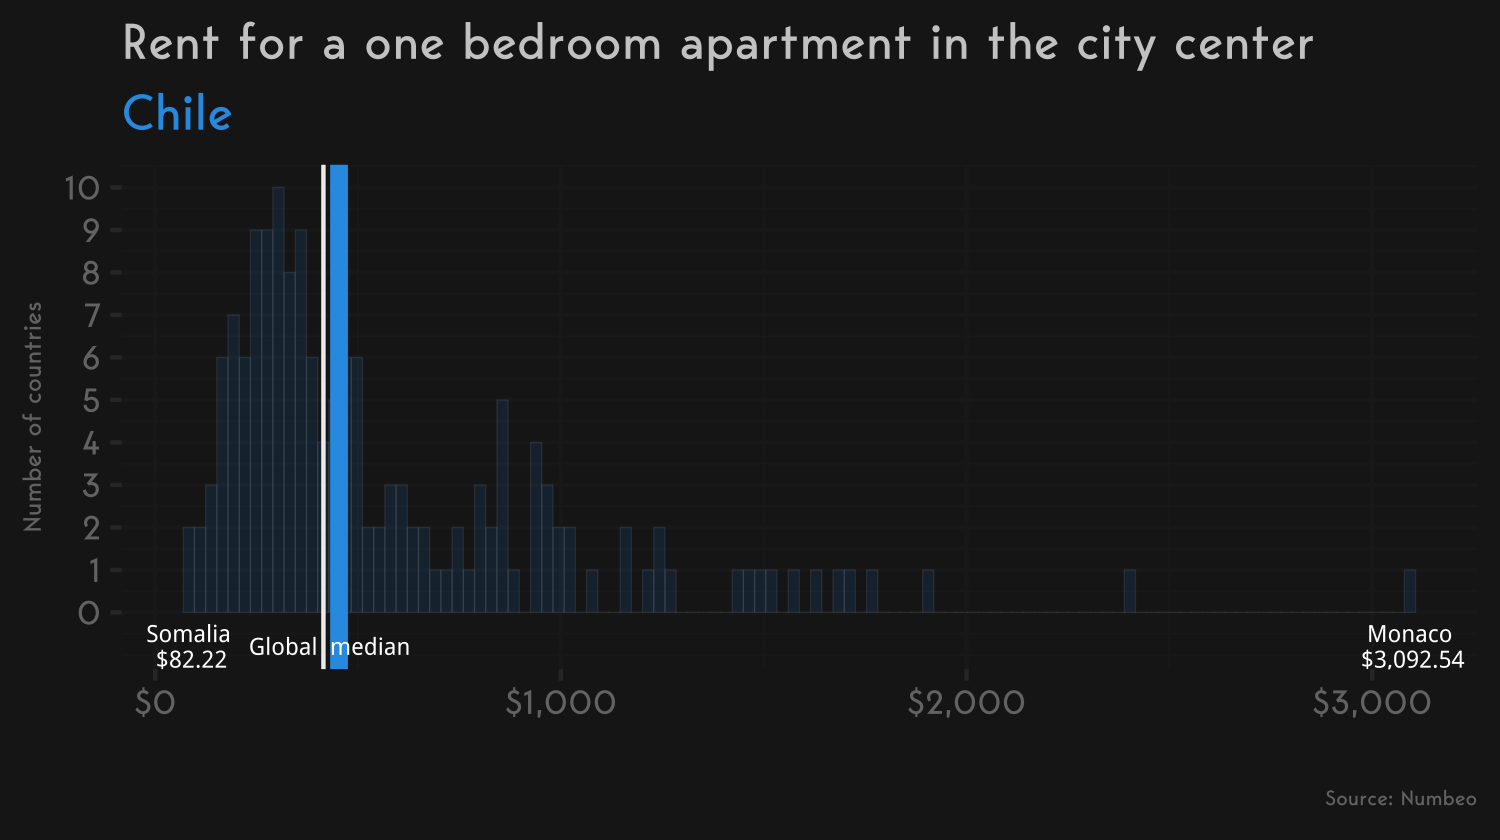 Rent for a one bedroom apartment in the city center
Chile
Number of countries
10
9
8
7
6
5
4
3
2
1
0
Somalia
$82.22
Global median
Monaco
$3,092.54
$0
$1,000
$2,000
$3,000
Source: Numbeo